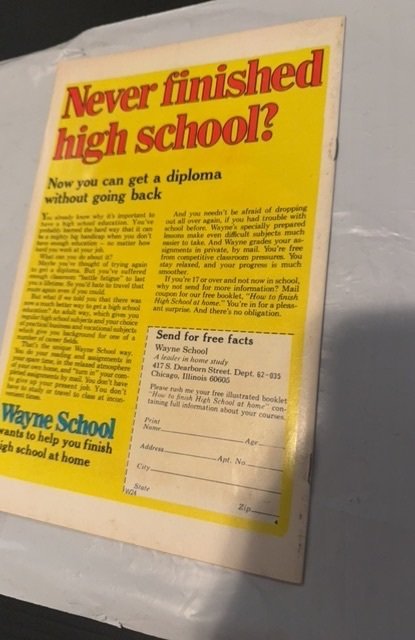 Never finished
high school?
Now you can get a diploma
without going back
You already know why it's important to
have a high school education. You've
probably learned the hard way that it can
be a mighty big handicap when you don't
have enough education — no matter how
hard you work at your job.
What can you do about it?
Maybe you've thought of trying again
to get a diploma. But you've suffered
enough classroom "battle fatigue" to last
you a lifetime. So you'd hate to travel that
route again even if you could.
But what if we told you that there was
now a much better way to get a high school
education? An adult way, which gives you
regular high school subjects and your choice
of practical business and vocational subjects
which give you background for one of a
number of career fields.
That's the unique Wayne School way.
You do your reading and assignments in
your spare time, in the relaxed atmosphere
of your own home, and "turn in" your com-
pleted assignments by mail. You don't have
to give up your present job. You don't
have to study or travel to class at incon-
venient times.
And you needn't be afraid of dropping
out all over again, if you had trouble with
school before. Wayne's specially prepared
lessons make even difficult subjects much
easier to take. And Wayne grades your as-
signments in private, by mail. You're free
from competitive classroom pressures. You
stay relaxed, and your progress is much
smoother.
If you're 17 or over and not now in school,
why not send for more information? Mail
coupon for our free booklet, "How to finish
High School at home." You're in for a pleas-
ant surprise. And there's no obligation.
Wayne School
wants to help you finish
high school at home
Send for free facts
Wayne School
A leader in home study
417 S. Dearborn Street. Dept. 62-035
Chicago, Illinois 60605
Please rush me your free illustrated booklet
"How to finish High School at home" con-
taining full information about your courses.
Print
Name Age
Address Apt. No.
City
State Zip